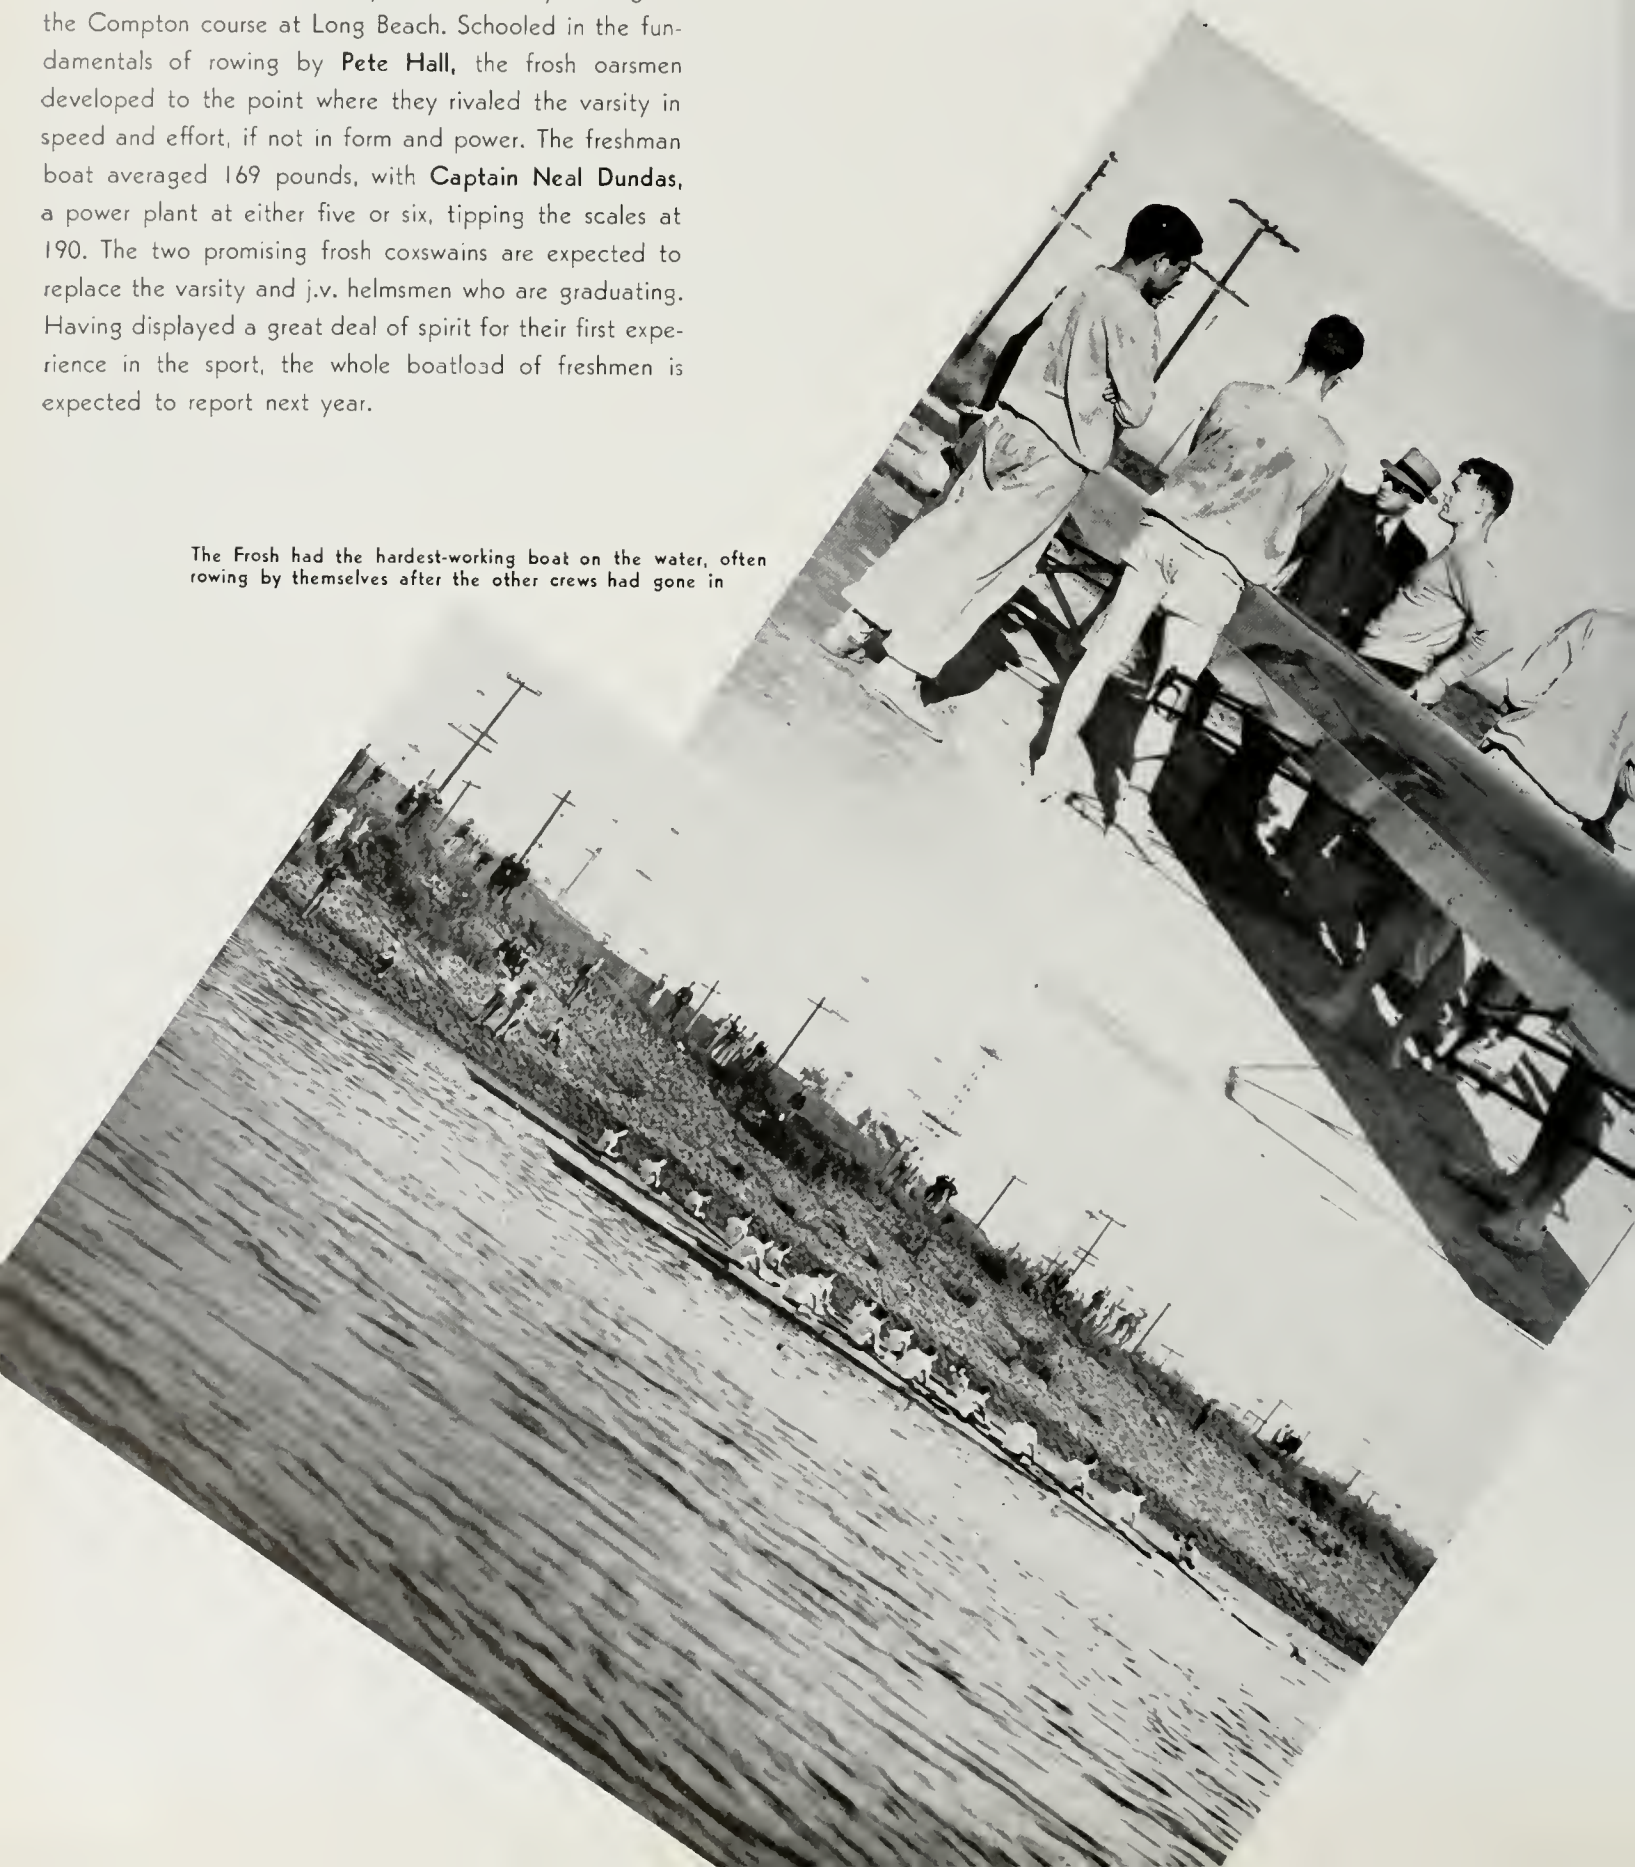 the Compton course at Long Beach. Schooled in the fun-
damentals of rowing by Pete Hall, the frosh oarsmen
developed to the point where they rivaled the varsity in
speed and effort, if not in form and power. The freshman
boat averaged 169 pounds, with Captain Neal Dundas,
a power plant at either five or six, tipping the scales at
190. The two promising frosh coxswains are expected to
replace the varsity and j.v. helmsmen who are graduating.
Having displayed a great deal of spirit for their first expe-
rience in the sport, the whole boatload of freshmen is
expected to report next year.
The Frosh had the hardest-working boat on the water, often
rowing by themselves after the other crews had gone in